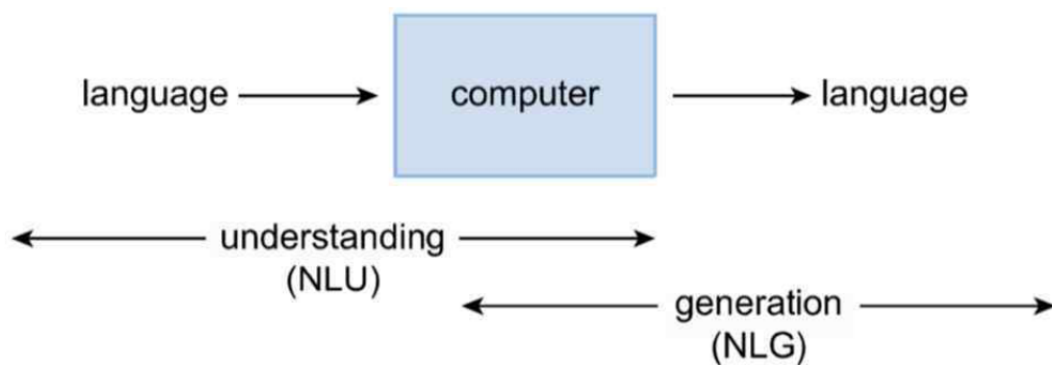 language computer language
understanding
(NLU)
generation
(NLG)